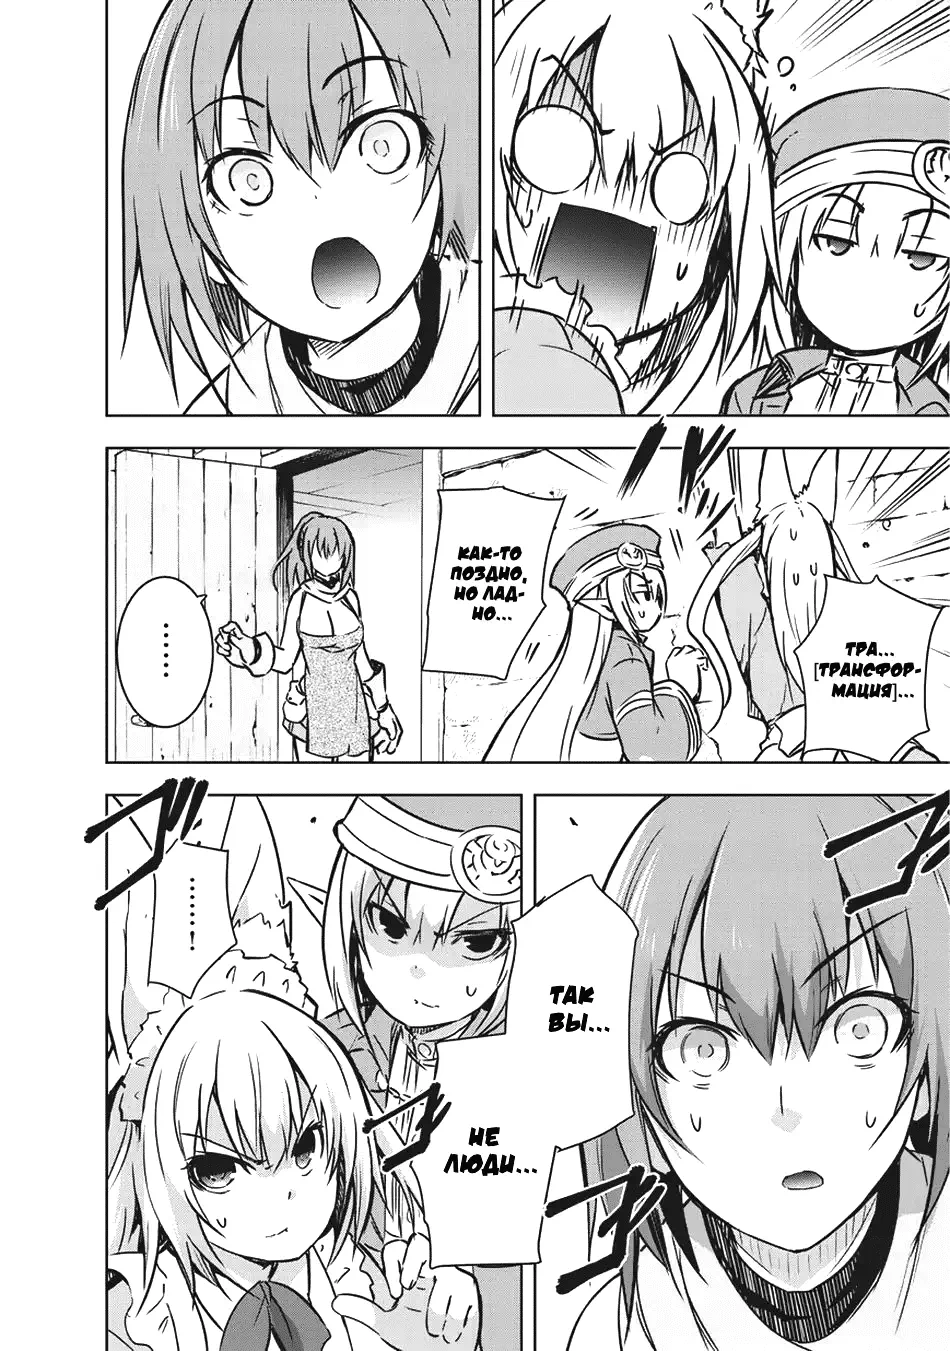 ТРА...
[ТРАНСФОР-
МАЦИЯ]...
КАК-ТО
ПОЗДНО,
НО ЛАД-
НО...
......
ТАК
ВЫ...
НЕ
ЛЮДИ...
......!